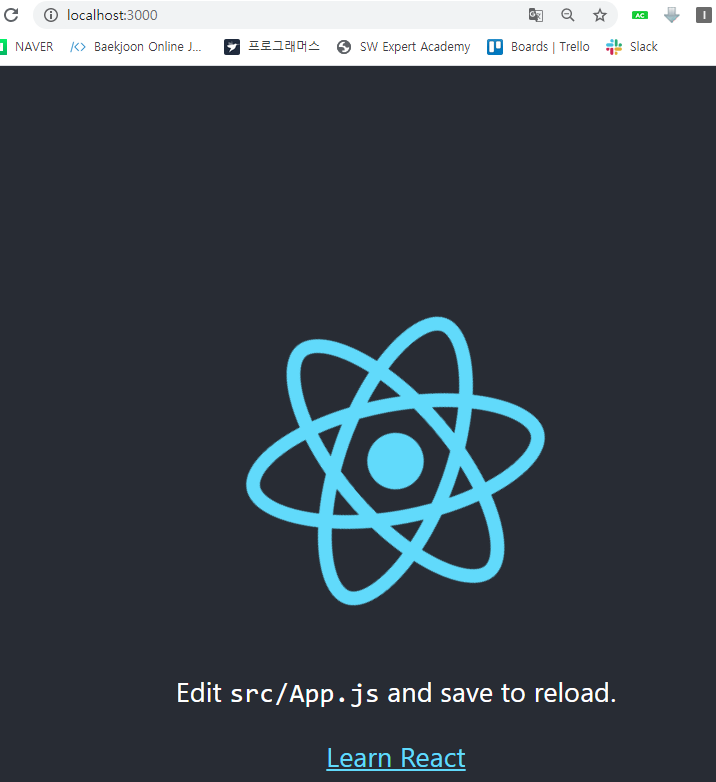 localhost:3000
NAVER Baekjoon Online J... 프로그래머스 SW Expert Academy Boards | Trello Slack
Edit src/App.js and save to reload.
Learn React